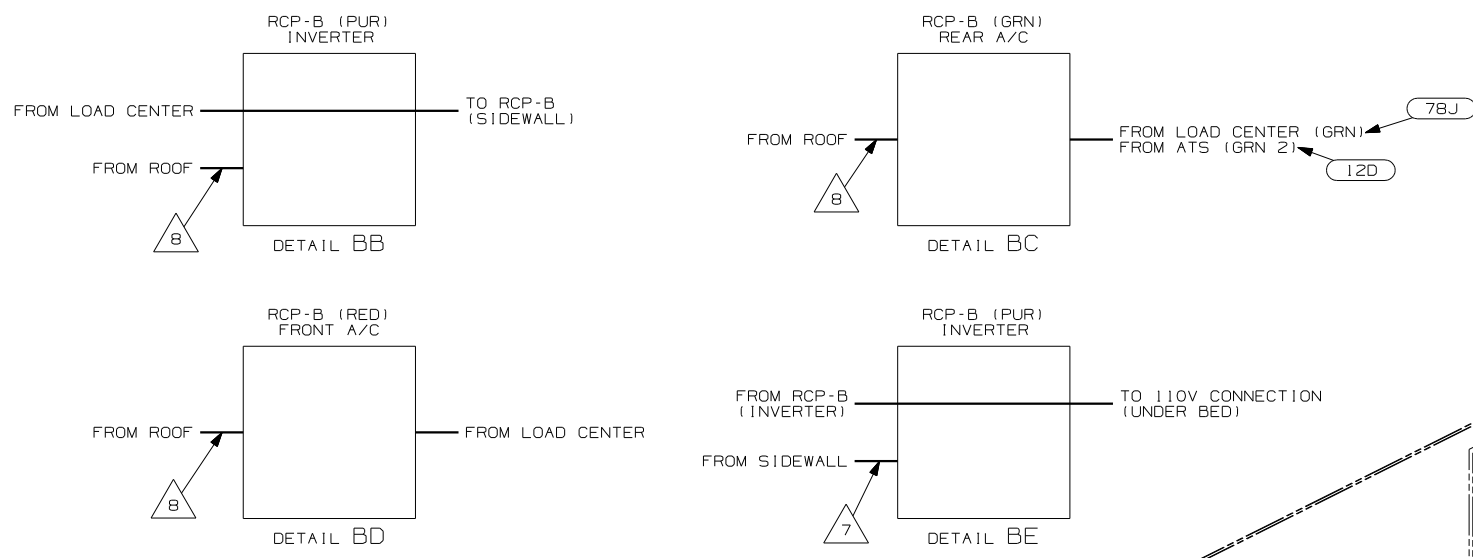 RCP-B (PUR)
INVERTER
FROM LOAD CENTER
TO RCP-B
(SIDEWALL)
FROM ROOF
8
DETAIL BB
RCP-B (GRN)
REAR A/C
78J
FROM ROOF
FROM LOAD CENTER (GRN)
FROM ATS (GRN 2)
12D
8
DETAIL BC
RCP-B (RED)
FRONT A/C
FROM ROOF
FROM LOAD CENTER
8
DETAIL BD
RCP-B (PUR)
INVERTER
FROM RCP-B
(INVERTER)
TO 110V CONNECTION
(UNDER BED)
FROM SIDEWALL
7
DETAIL BE